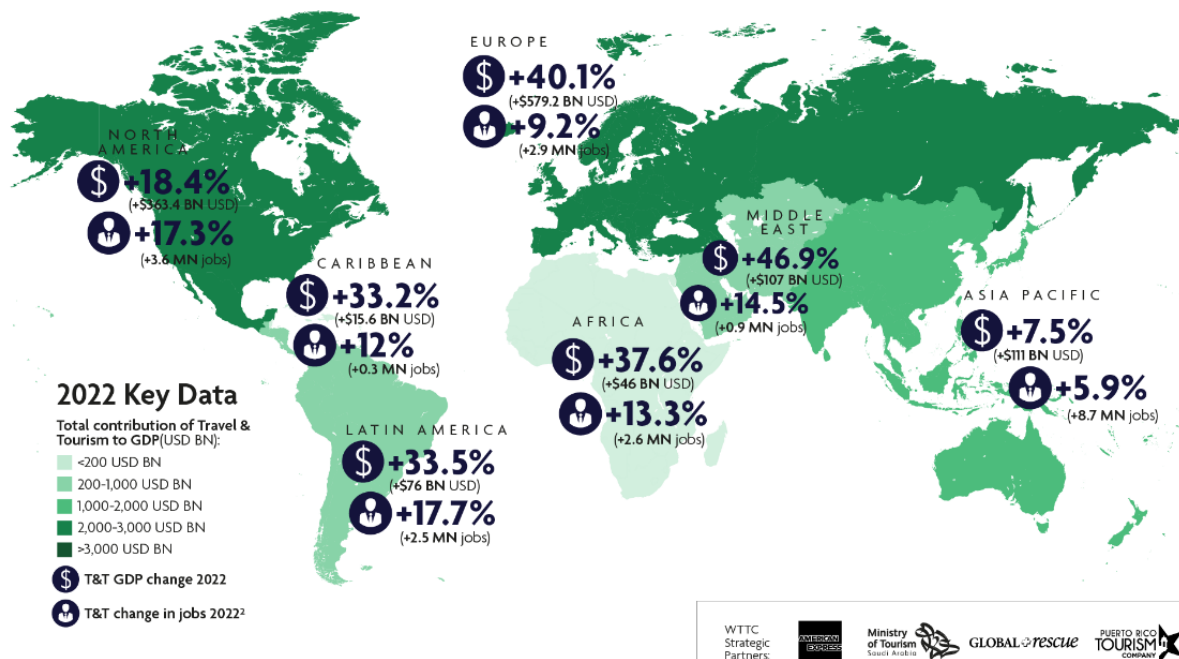 EUROPE
+40.1%
(+$579.2 BN USD)
+9.2%
(+2.9 MN jobs)
NORTH
AMERICA
+18.4%
(+$363.4 BN USD)
+17.3%
(+3.6 MN jobs)
CARIBBEAN
+33.2%
(+$15.6 BN USD)
+12%
(+0.3 MN jobs)
MIDDLE
EAST
+46.9%
(+$107 BN USD)
+14.5%
(+0.9 MN jobs)
AFRICA
+37.6%
(+$46 BN USD)
+13.3%
(+2.6 MN jobs)
ASIA PACIFIC
+7.5%
(+$111 BN USD)
+5.9%
(+8.7 MN jobs)
LATIN AMERICA
+33.5%
(+$76 BN USD)
+17.7%
(+2.5 MN jobs)
2022 Key Data
Total contribution of Travel &
Tourism to GDP(USD BN):
<200 USD BN
200-1,000 USD BN
1,000-2,000 USD BN
2,000-3,000 USD BN
>3,000 USD BN
$ T&T GDP change 2022
T&T change in jobs 2022²
WTTC
Strategic
Partners:
AMERICAN
EXPRESS
Ministry
of Tourism
Saudi Arabia
GLOBAL rescue
PUERTO RICO
TOURISM
COMPANY